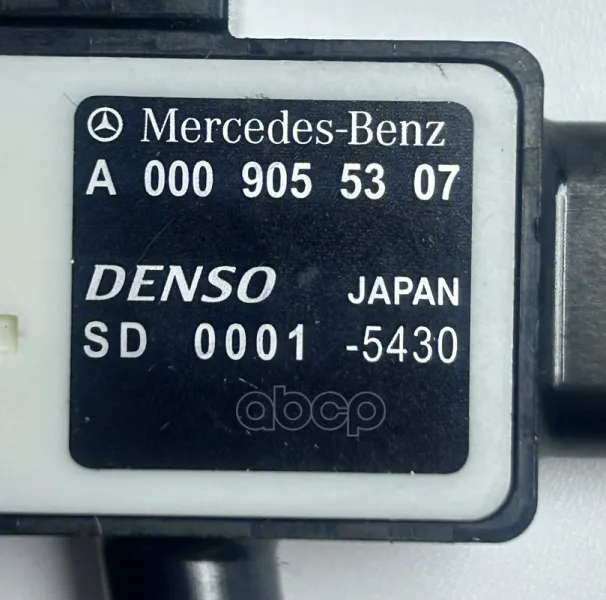 Mercedes-Benz
A 000 905 53 07
DENSO JAPAN
SD 0001 -5430
abcp